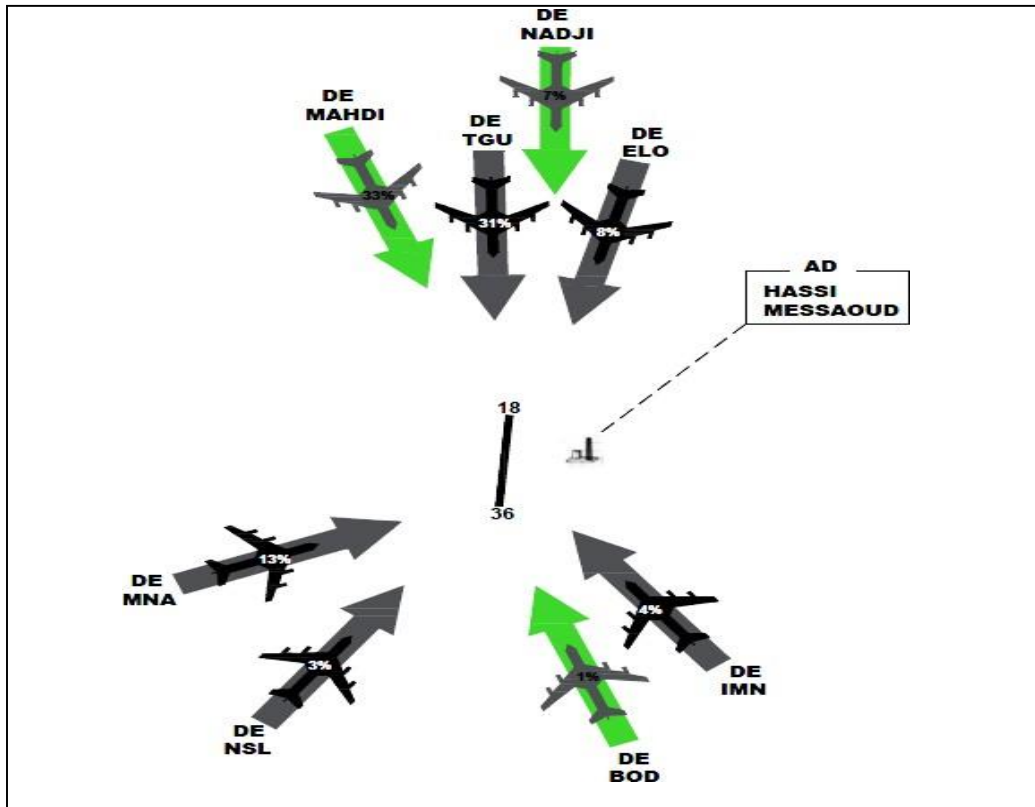 DE
NADJI
7%
DE
MAHDI
33%
DE
TGU
31%
DE
ELO
8%
AD
HASSI
MESSAOUD
18
36
13%
DE
MNA
3%
DE
NSL
4%
DE
IMN
1%
DE
BOD